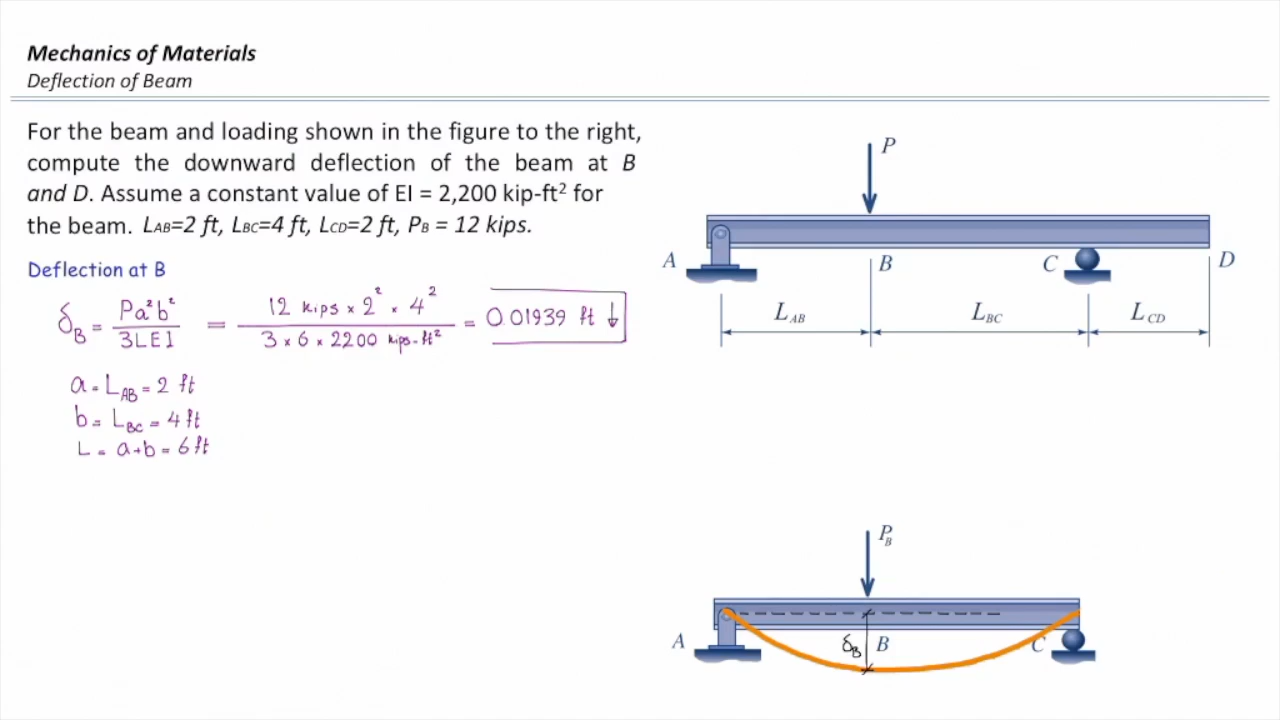 Mechanics of Materials
Deflection of Beam
For the beam and loading shown in the figure to the right,
compute the downward deflection of the beam at B
and D. Assume a constant value of EI = 2,200 kip-ft² for
the beam. LAB=2 ft, LBC=4 ft, LCD=2 ft, PB = 12 kips.
Deflection at B
δB = Pa²b² / 3LEI = 12 kips × 2² × 4² / 3 × 6 × 2200 kips-ft² = 0.01939 ft ↓
a = LAB = 2 ft
b = LBC = 4 ft
L = a+b = 6 ft
P
A B C D
LAB LBC LCD
PB
A δB B C